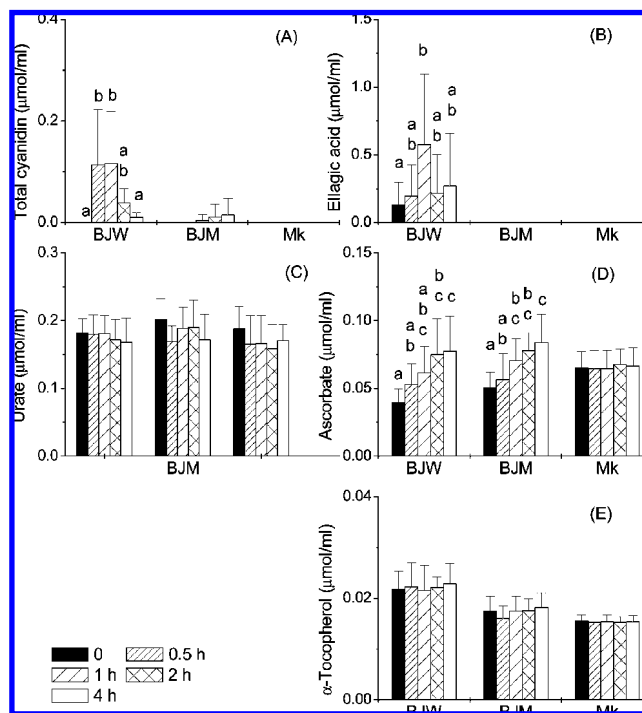 (A)
Total cyanidin (μmol/ml)
0.4
0.2
0.0
a
b
b
a
b
a
BJW
BJM
Mk
(B)
Ellagic acid (μmol/ml)
1.5
1.0
0.5
0.0
a
a
b
b
a
b
a
b
BJW
BJM
Mk
(C)
Urate (μmol/ml)
0.3
0.2
0.1
0.0
BJM
(D)
Ascorbate (μmol/ml)
0.15
0.10
0.05
0.00
a
a
b
a
b
c
b
c
b
c
a
a
b
b
c
b
c
c
BJW
BJM
Mk
(E)
α-Tocopherol (μmol/ml)
0.04
0.02
0.00
BJW
BJM
Mk
0
0.5 h
1 h
2 h
4 h